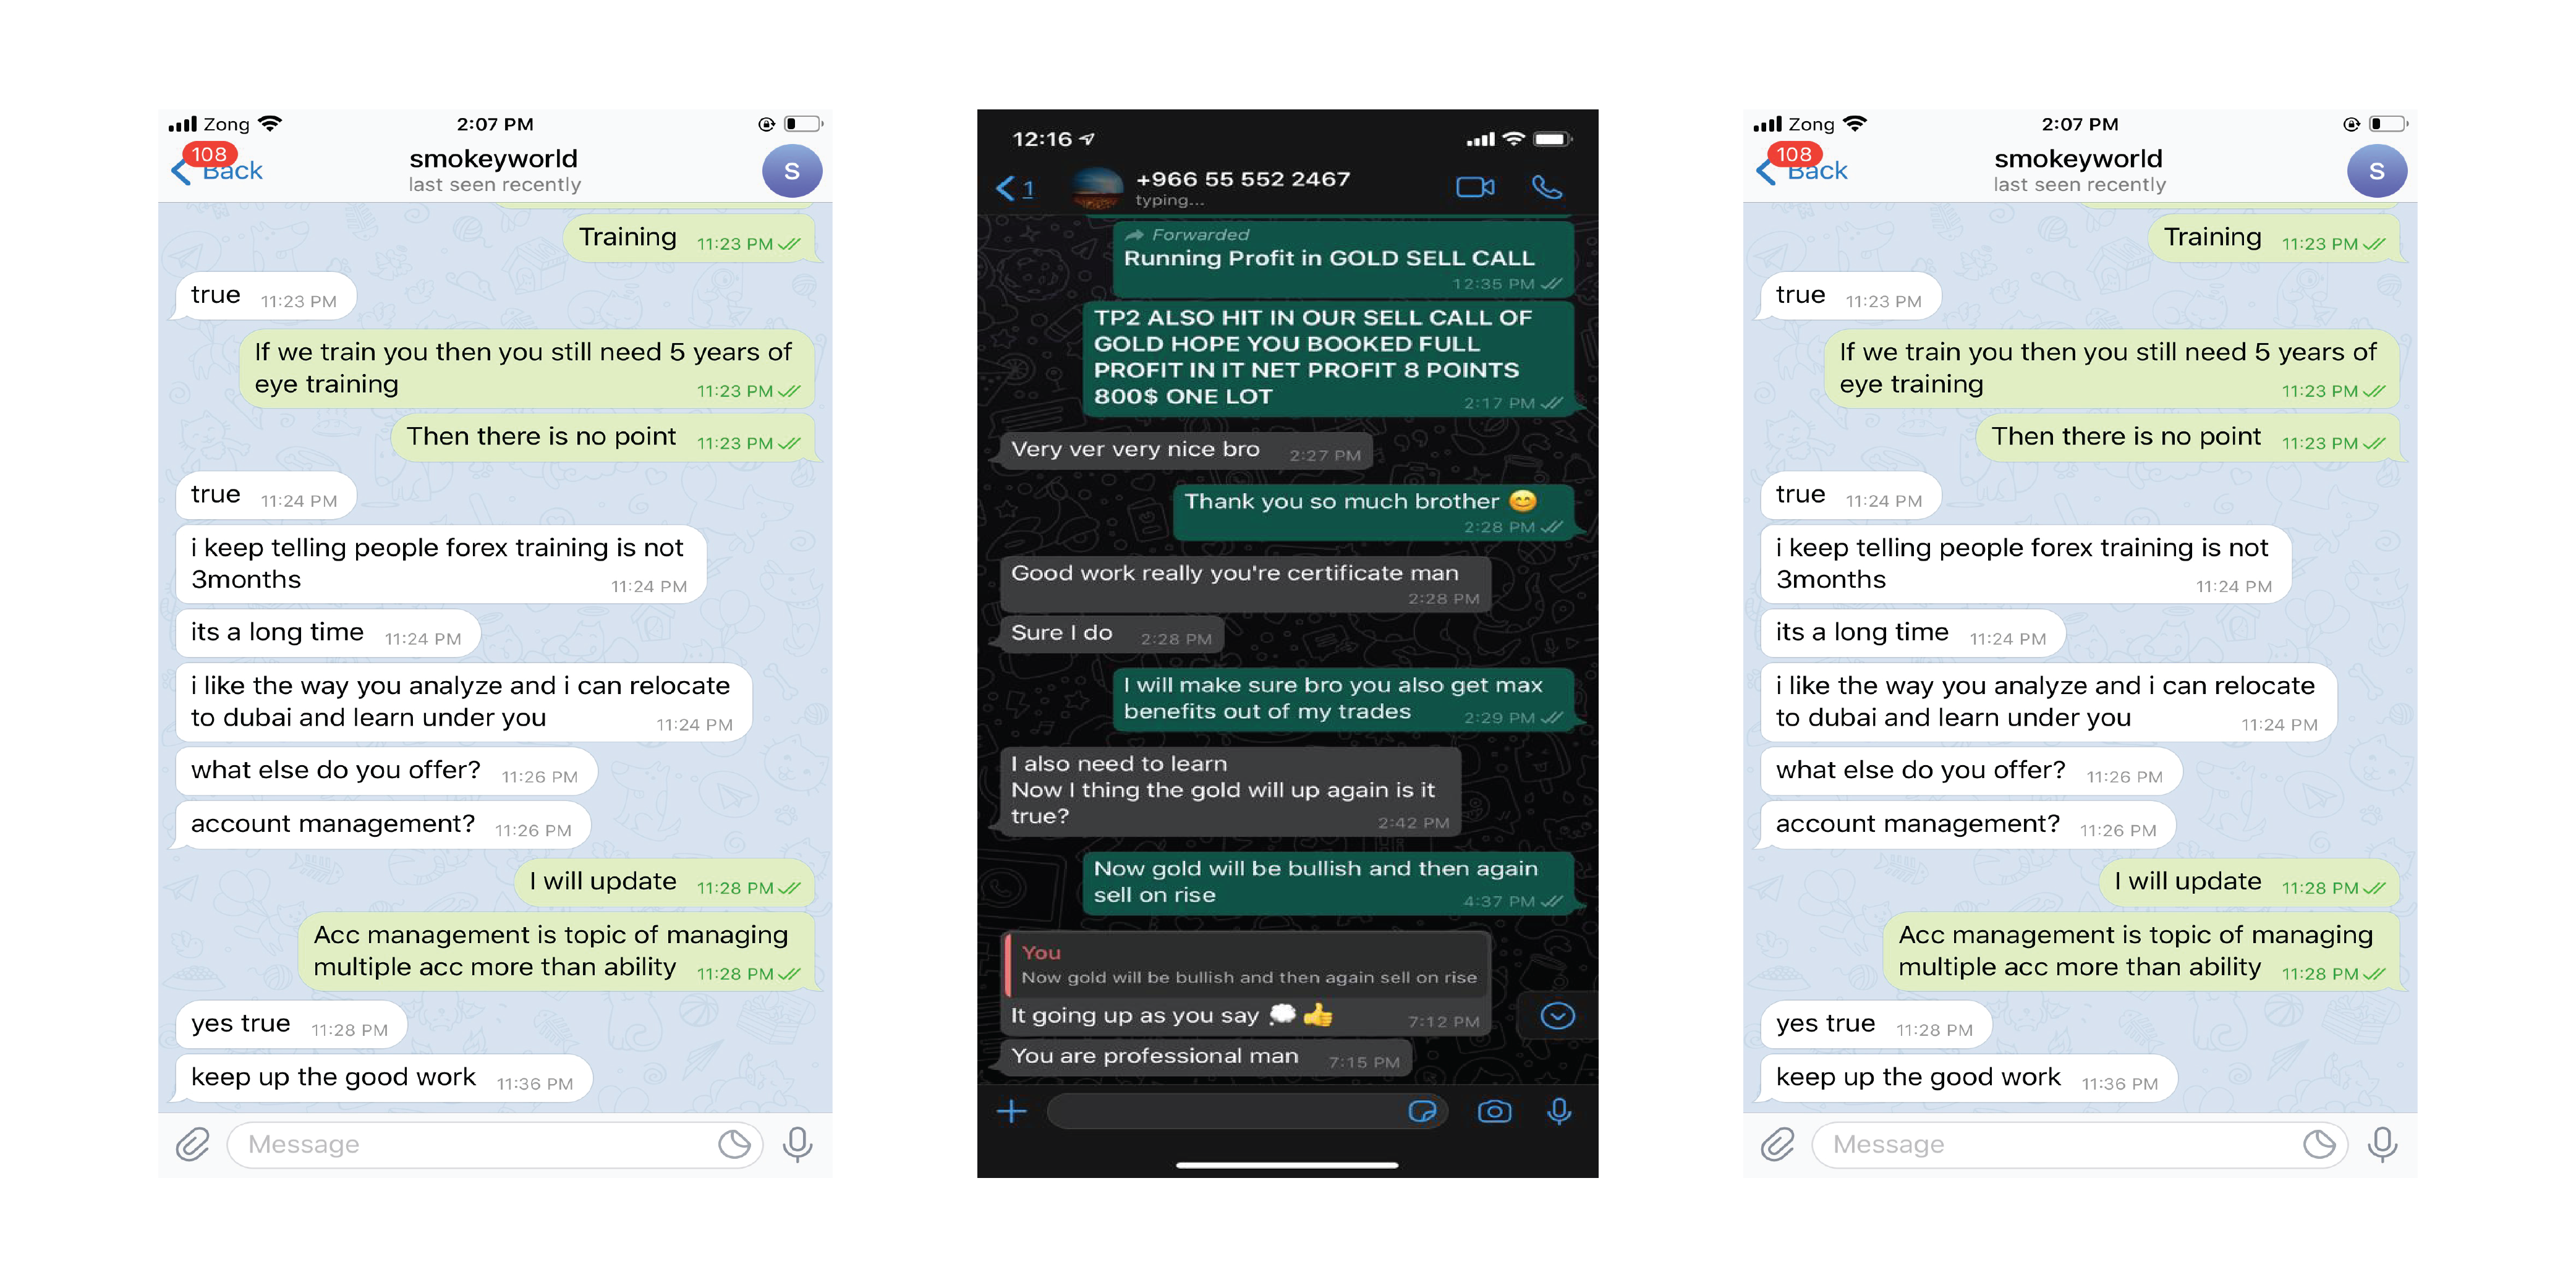 Zong
2:07 PM
108
Back
smokeyworld
last seen recently
S
Training 11:23 PM
true 11:23 PM
If we train you then you still need 5 years of
eye training 11:23 PM
Then there is no point 11:23 PM
true 11:24 PM
i keep telling people forex training is not
3months 11:24 PM
its a long time 11:24 PM
i like the way you analyze and i can relocate
to dubai and learn under you 11:24 PM
what else do you offer? 11:26 PM
account management? 11:26 PM
I will update 11:28 PM
Acc management is topic of managing
multiple acc more than ability 11:28 PM
yes true 11:28 PM
keep up the good work 11:36 PM
Message
12:16
1
+966 55 552 2467
typing...
Forwarded
Running Profit in GOLD SELL CALL
12:35 PM
TP2 ALSO HIT IN OUR SELL CALL OF
GOLD HOPE YOU BOOKED FULL
PROFIT IN IT NET PROFIT 8 POINTS
800$ ONE LOT 2:17 PM
Very ver very nice bro 2:27 PM
Thank you so much brother 😊
2:28 PM
Good work really you're certificate man
2:28 PM
Sure I do 2:28 PM
I will make sure bro you also get max
benefits out of my trades 2:29 PM
I also need to learn
Now I thing the gold will up again is it
true? 2:42 PM
Now gold will be bullish and then again
sell on rise 4:37 PM
You
Now gold will be bullish and then again sell on rise
It going up as you say 💭 👍 7:12 PM
You are professional man 7:15 PM
Zong
2:07 PM
108
Back
smokeyworld
last seen recently
S
Training 11:23 PM
true 11:23 PM
If we train you then you still need 5 years of
eye training 11:23 PM
Then there is no point 11:23 PM
true 11:24 PM
i keep telling people forex training is not
3months 11:24 PM
its a long time 11:24 PM
i like the way you analyze and i can relocate
to dubai and learn under you 11:24 PM
what else do you offer? 11:26 PM
account management? 11:26 PM
I will update 11:28 PM
Acc management is topic of managing
multiple acc more than ability 11:28 PM
yes true 11:28 PM
keep up the good work 11:36 PM
Message